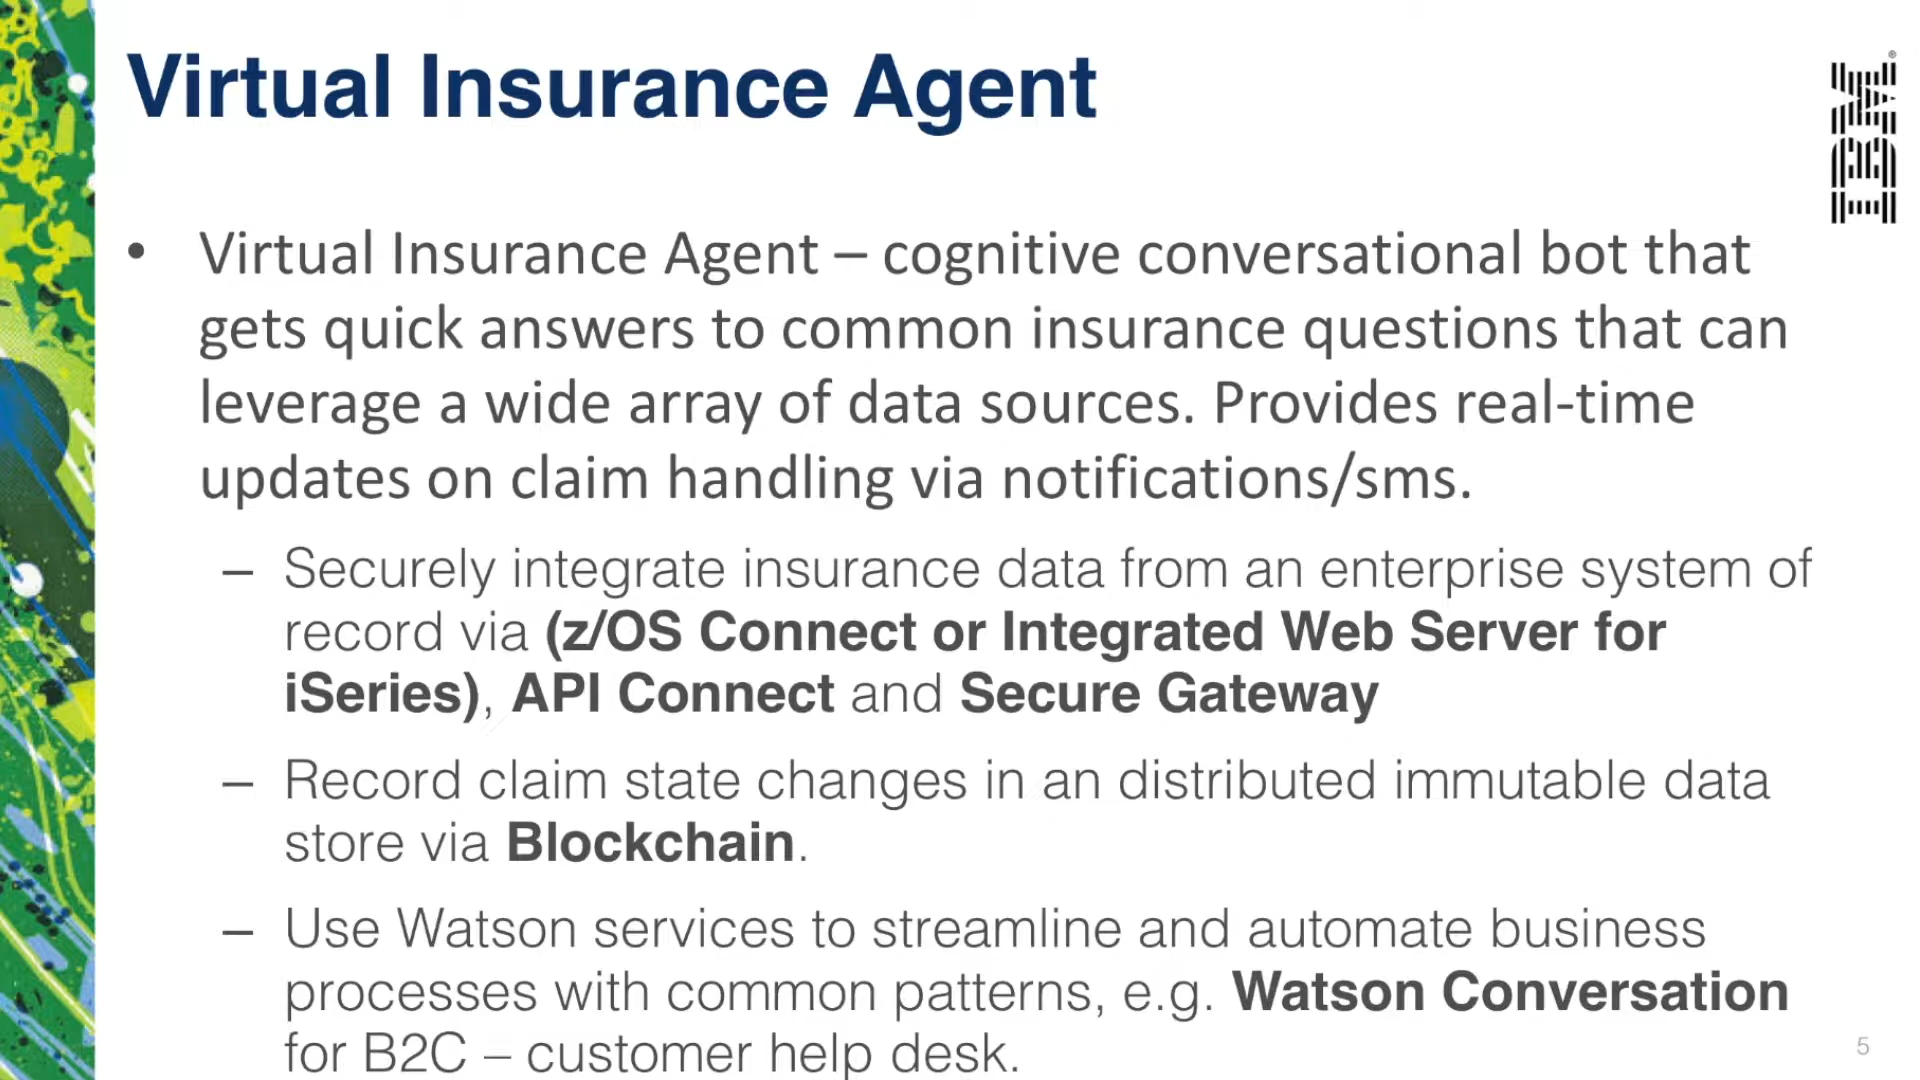 Virtual Insurance Agent
IBM®
• Virtual Insurance Agent – cognitive conversational bot that
gets quick answers to common insurance questions that can
leverage a wide array of data sources. Provides real-time
updates on claim handling via notifications/sms.
– Securely integrate insurance data from an enterprise system of
record via (z/OS Connect or Integrated Web Server for
iSeries), API Connect and Secure Gateway
– Record claim state changes in an distributed immutable data
store via Blockchain.
– Use Watson services to streamline and automate business
processes with common patterns, e.g. Watson Conversation
for B2C – customer help desk.
5